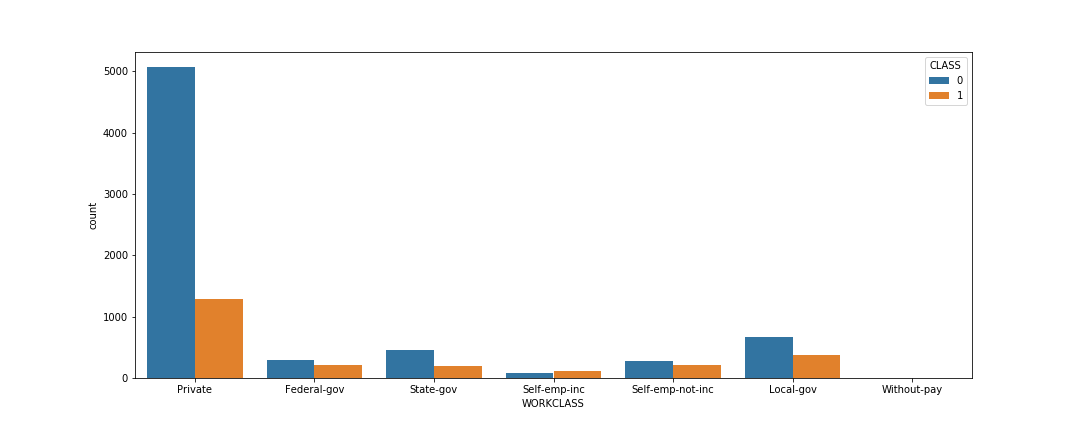 CLASS
0
1
5000
4000
3000
2000
1000
0
count
Private Federal-gov State-gov Self-emp-inc Self-emp-not-inc Local-gov Without-pay
WORKCLASS